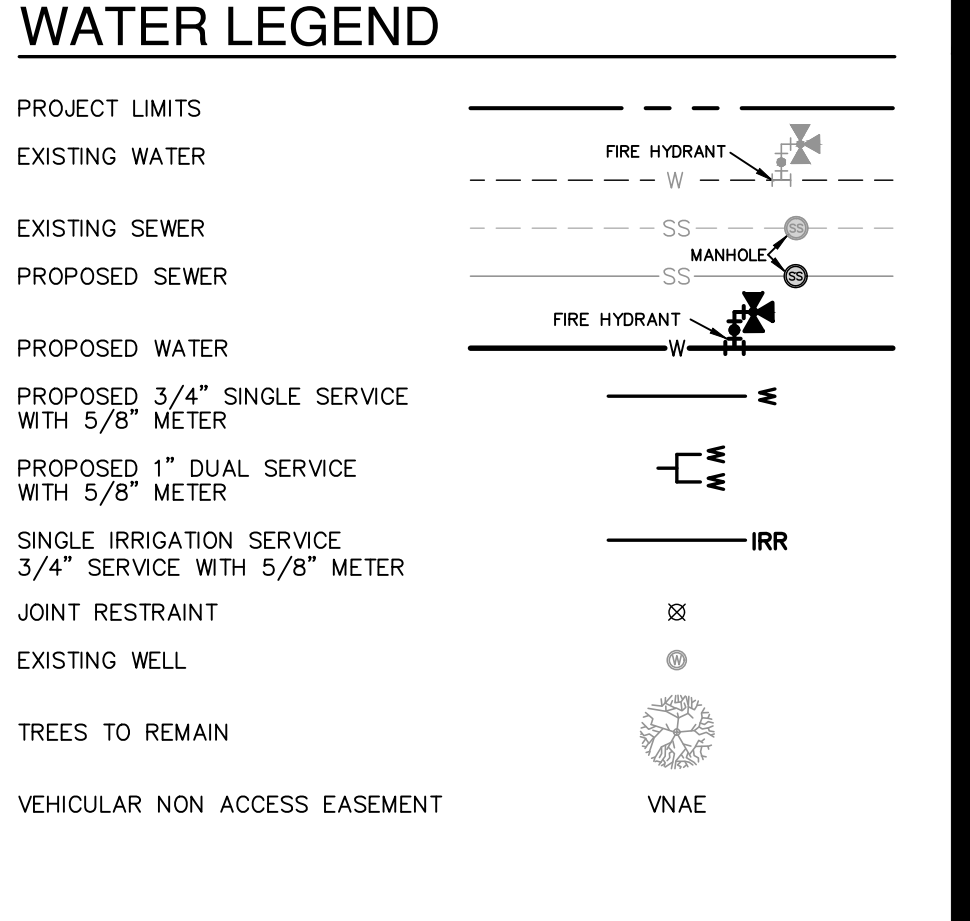 WATER LEGEND
PROJECT LIMITS
EXISTING WATER
FIRE HYDRANT
W
EXISTING SEWER
SS
SS
MANHOLE
PROPOSED SEWER
SS
SS
FIRE HYDRANT
PROPOSED WATER
W
PROPOSED 3/4" SINGLE SERVICE
WITH 5/8" METER
W
PROPOSED 1" DUAL SERVICE
WITH 5/8" METER
W
W
SINGLE IRRIGATION SERVICE
3/4" SERVICE WITH 5/8" METER
IRR
JOINT RESTRAINT
EXISTING WELL
W
TREES TO REMAIN
VEHICULAR NON ACCESS EASEMENT
VNAE